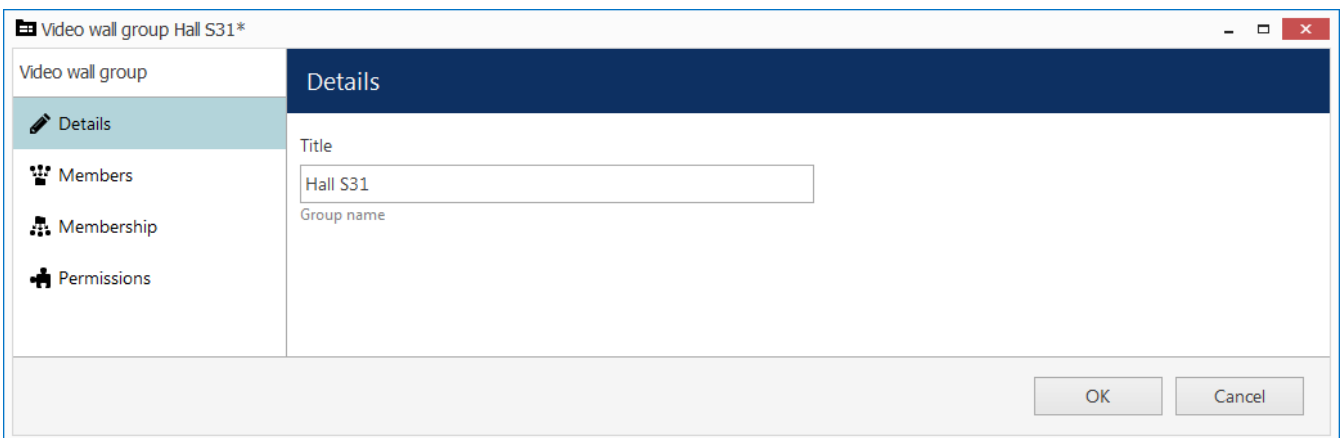 Video wall group Hall S31*
Video wall group
Details
Members
Membership
Permissions
Details
Title
Hall S31
Group name
OK
Cancel